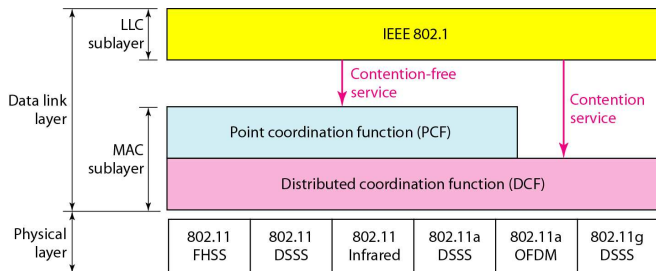 LLC
sublayer
IEEE 802.1
Contention-free
service
Data link
layer
Contention
service
MAC
sublayer
Point coordination function (PCF)
Distributed coordination function (DCF)
Physical
layer
802.11
FHSS
802.11
DSSS
802.11
Infrared
802.11a
DSSS
802.11a
OFDM
802.11g
DSSS